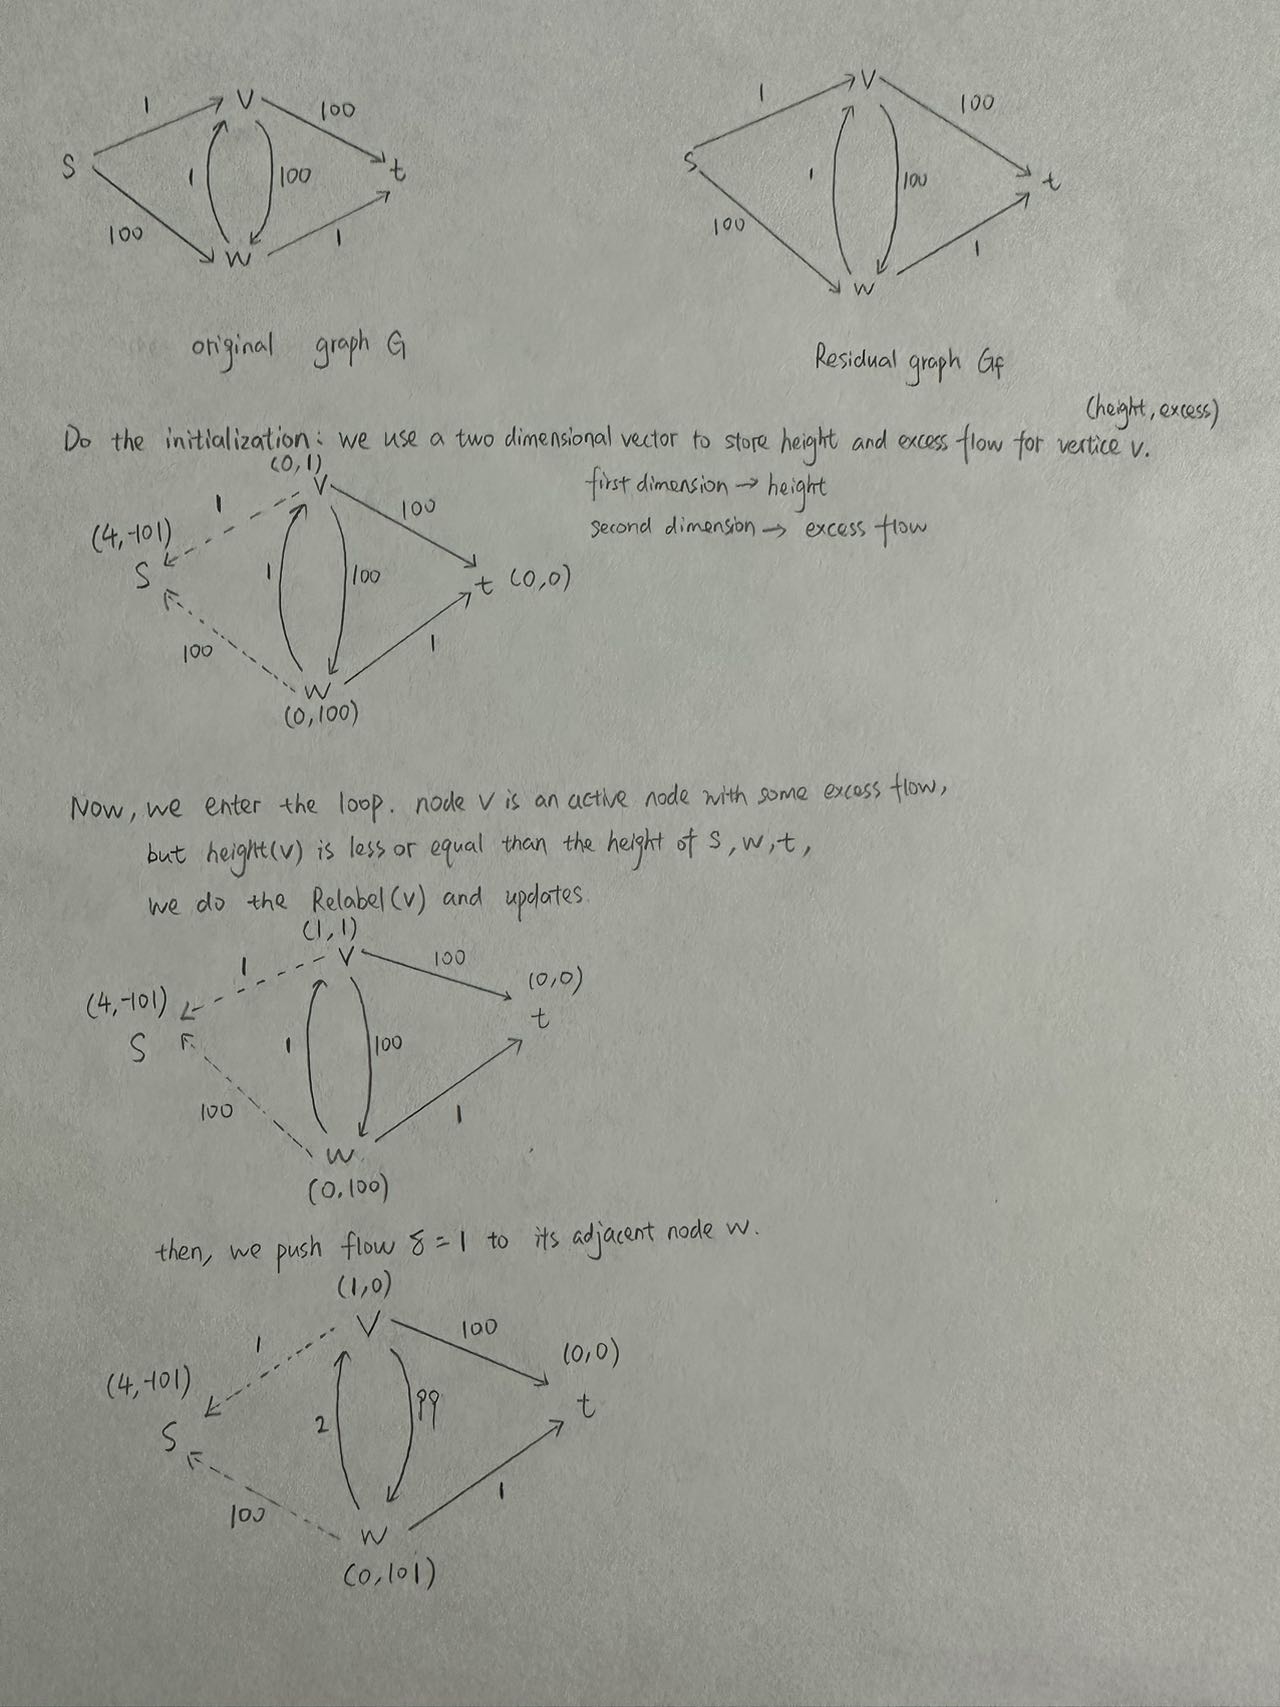 1 V 100
S 1 100 t
100 W 1
original graph G
1 V 100
S 1 100 t
100 W 1
Residual graph Gf
(height, excess)
Do the initialization: we use a two dimensional vector to store height and excess flow for vertice v.
first dimension → height
second dimension → excess flow
(0,1)
1 V 100
(4,-101)
S 1 100 t (0,0)
100 W 1
(0,100)
Now, we enter the loop. node V is an active node with some excess flow,
but height(V) is less or equal than the height of S, W, t,
we do the Relabel(V) and updates.
(1,1)
1 V 100
(4,-101) (0,0)
S 1 100 t
100 W 1
(0,100)
then, we push flow δ = 1 to its adjacent node W.
(1,0)
1 V 100
(4,-101) (0,0)
S 2 99 t
100 W 1
(0,101)